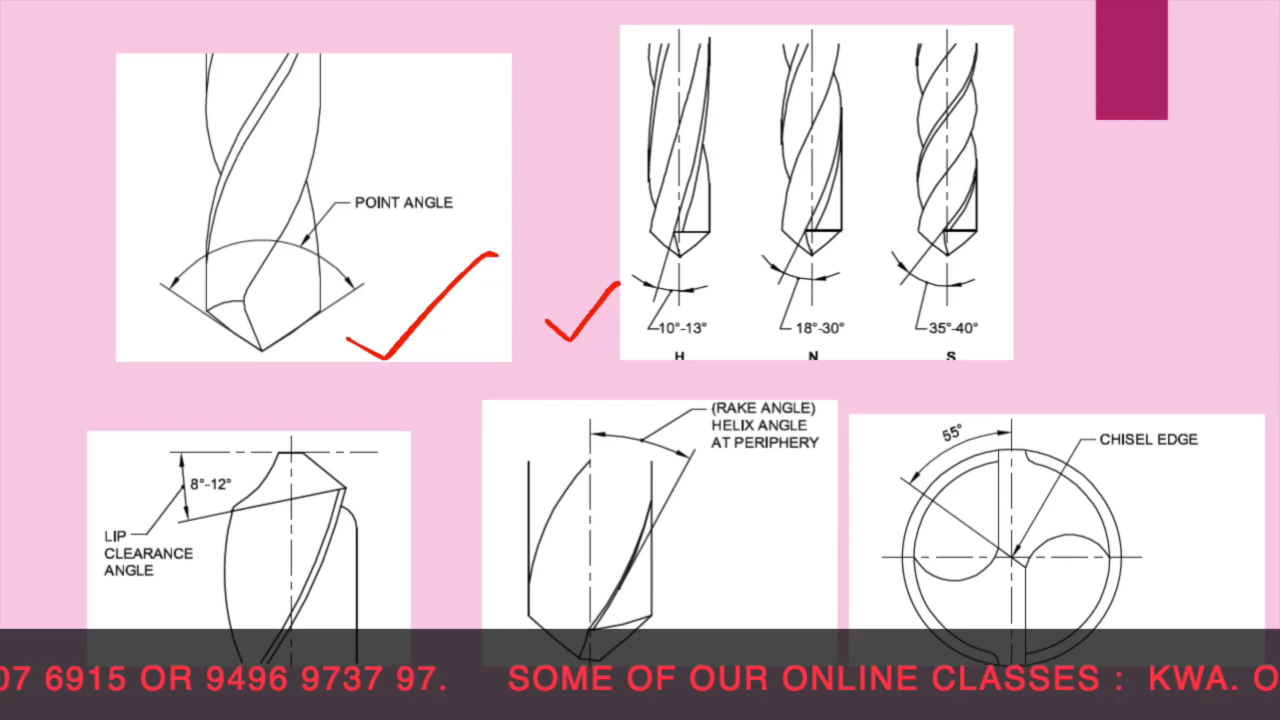 POINT ANGLE
10°-13°
18°-30°
35°-40°
H
N
S
8°-12°
LIP
CLEARANCE
ANGLE
(RAKE ANGLE)
HELIX ANGLE
AT PERIPHERY
55°
CHISEL EDGE
07 6915 OR 9496 9737 97. SOME OF OUR ONLINE CLASSES : KWA. O